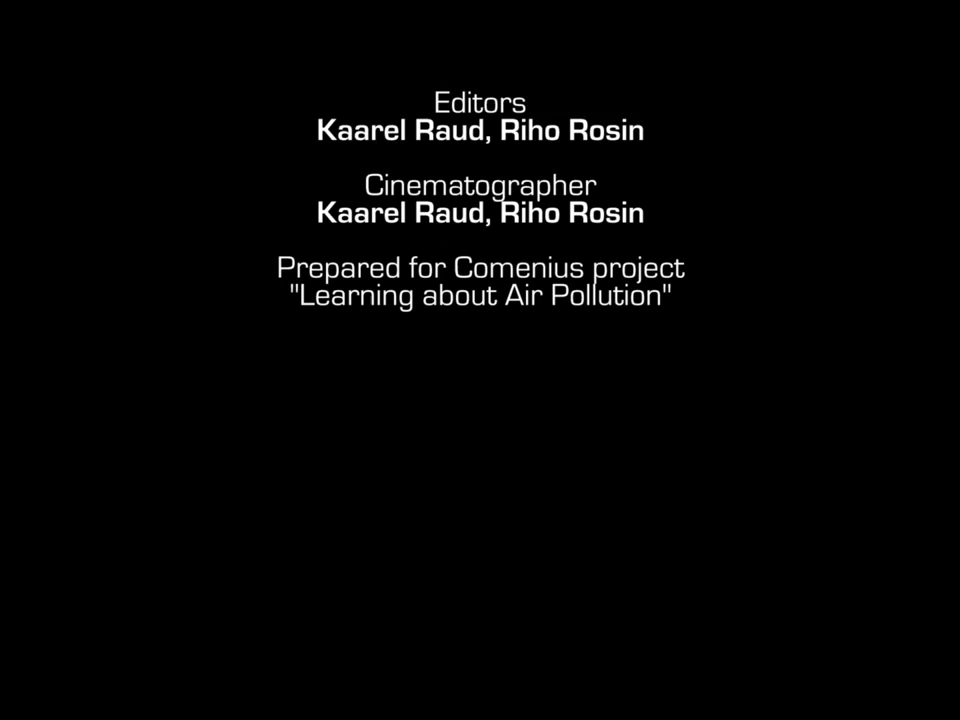 Editors
Kaarel Raud, Riho Rosin
Cinematographer
Kaarel Raud, Riho Rosin
Prepared for Comenius project
"Learning about Air Pollution"